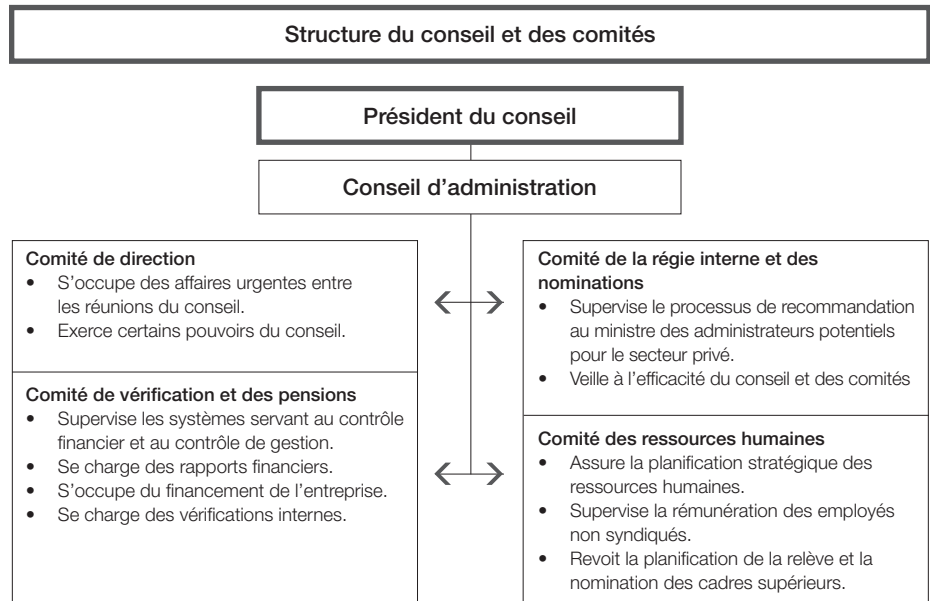 Structure du conseil et des comités
Président du conseil
Conseil d’administration
Comité de direction
• S’occupe des affaires urgentes entre
les réunions du conseil.
• Exerce certains pouvoirs du conseil.
Comité de vérification et des pensions
• Supervise les systèmes servant au contrôle
financier et au contrôle de gestion.
• Se charge des rapports financiers.
• S’occupe du financement de l’entreprise.
• Se charge des vérifications internes.
Comité de la régie interne et des
nominations
• Supervise le processus de recommandation
au ministre des administrateurs potentiels
pour le secteur privé.
• Veille à l’efficacité du conseil et des comités
Comité des ressources humaines
• Assure la planification stratégique des
ressources humaines.
• Supervise la rémunération des employés
non syndiqués.
• Revoit la planification de la relève et la
nomination des cadres supérieurs.